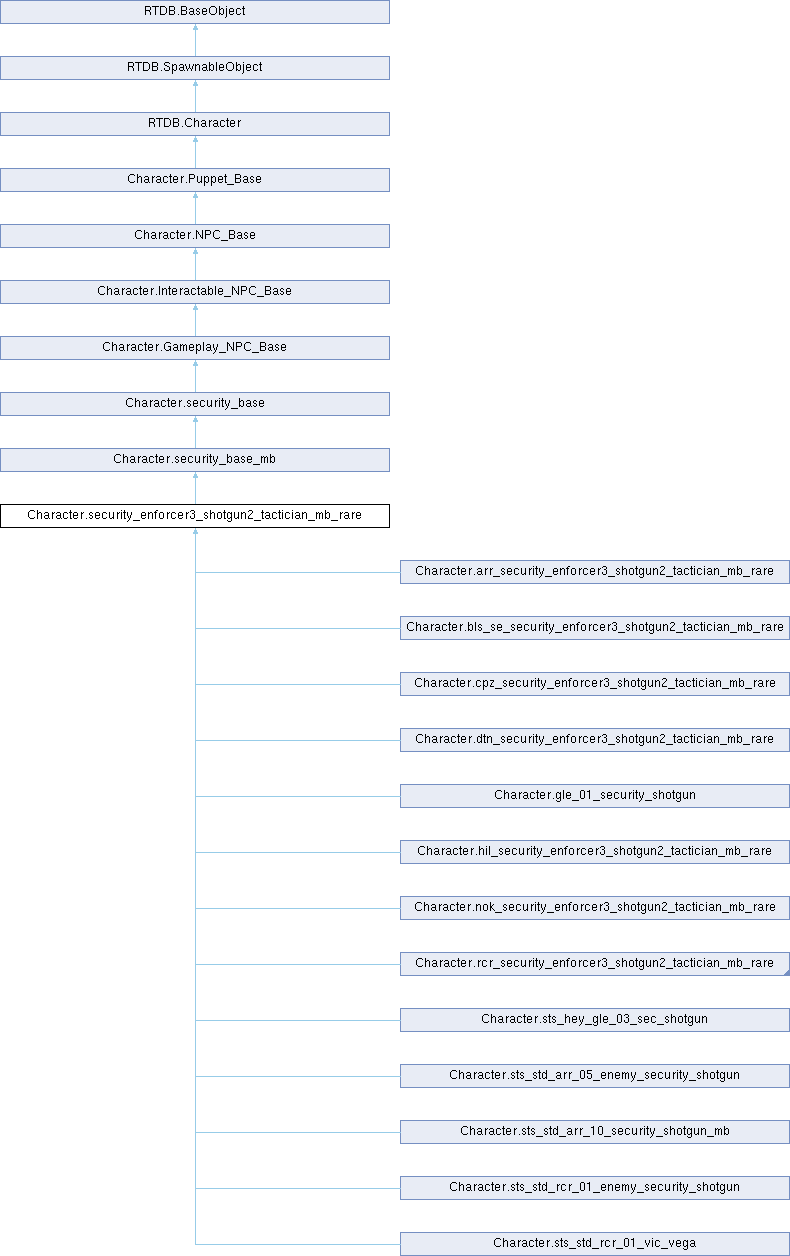 RTDB.BaseObject
RTDB.SpawnableObject
RTDB.Character
Character.Puppet_Base
Character.NPC_Base
Character.Interactable_NPC_Base
Character.Gameplay_NPC_Base
Character.security_base
Character.security_base_mb
Character.security_enforcer3_shotgun2_tactician_mb_rare
Character.arr_security_enforcer3_shotgun2_tactician_mb_rare
Character.bls_se_security_enforcer3_shotgun2_tactician_mb_rare
Character.cpz_security_enforcer3_shotgun2_tactician_mb_rare
Character.dtn_security_enforcer3_shotgun2_tactician_mb_rare
Character.gle_01_security_shotgun
Character.hil_security_enforcer3_shotgun2_tactician_mb_rare
Character.nok_security_enforcer3_shotgun2_tactician_mb_rare
Character.rcr_security_enforcer3_shotgun2_tactician_mb_rare
Character.sts_hey_gle_03_sec_shotgun
Character.sts_std_arr_05_enemy_security_shotgun
Character.sts_std_arr_10_security_shotgun_mb
Character.sts_std_rcr_01_enemy_security_shotgun
Character.sts_std_rcr_01_vic_vega